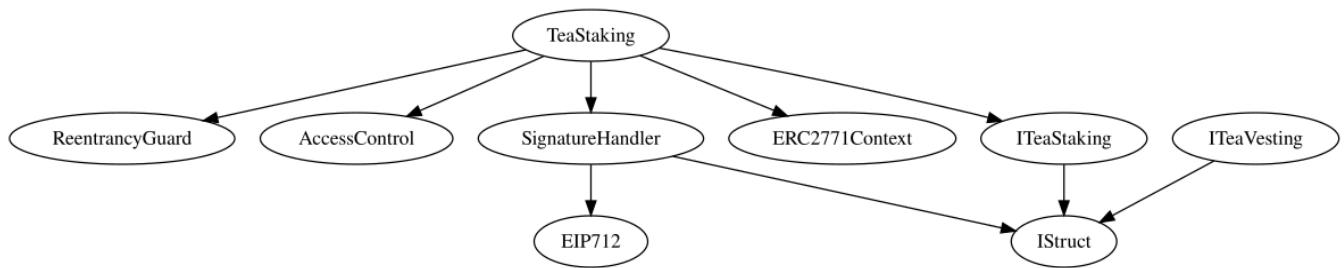 TeaStaking
ReentrancyGuard AccessControl SignatureHandler ERC2771Context ITeaStaking ITeaVesting
EIP712 IStruct